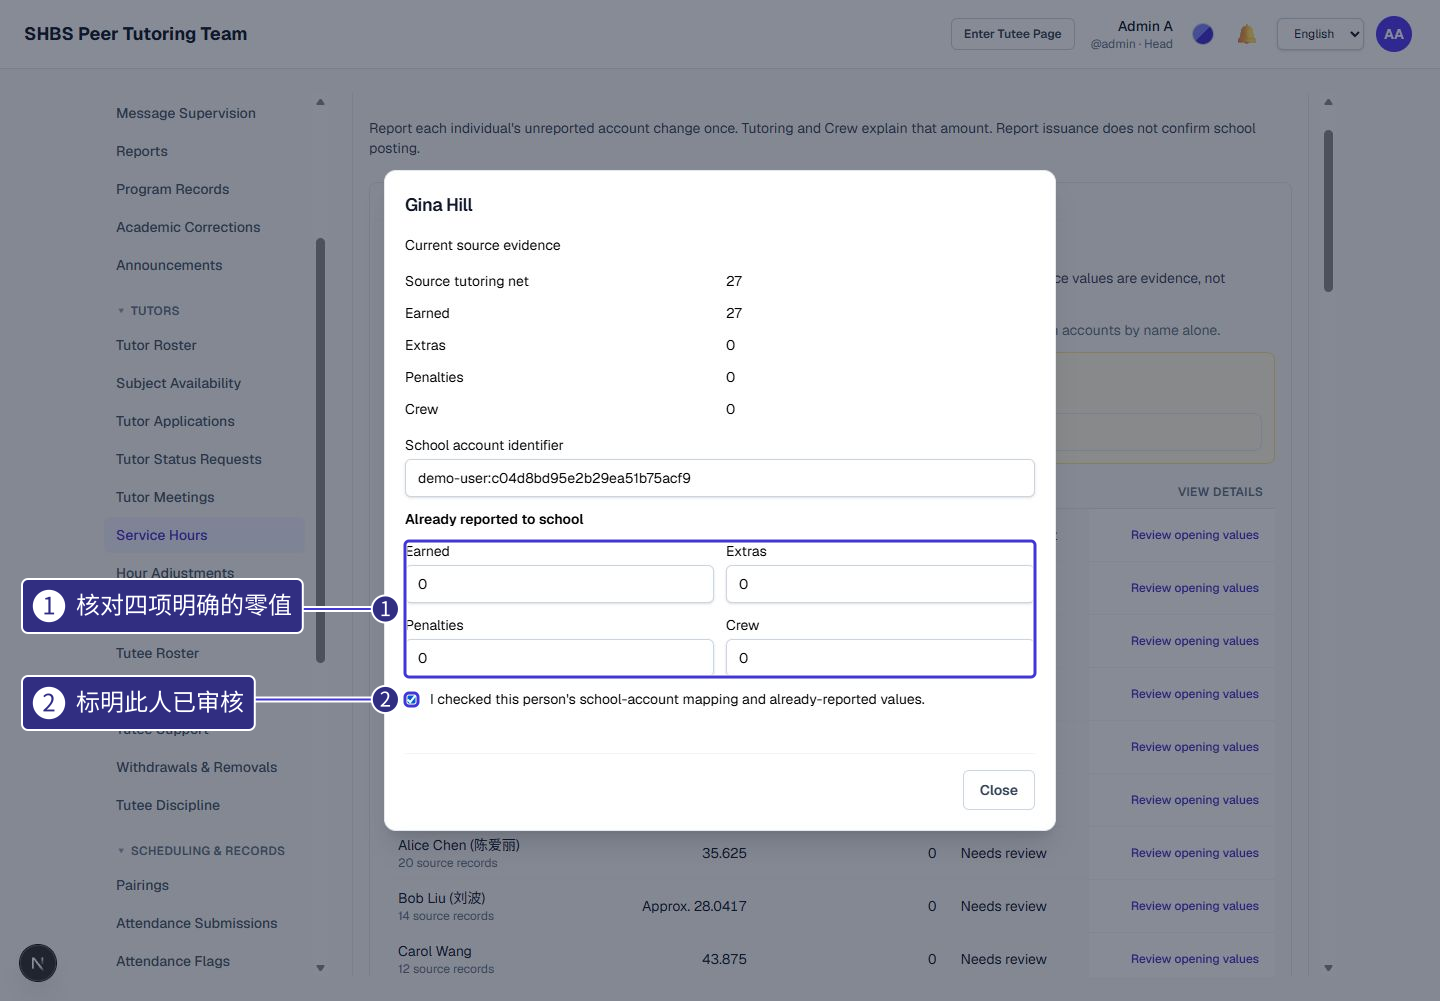 SHBS Peer Tutoring Team
Enter Tutee Page
Admin A
@admin · Head
English
AA
Message Supervision
Reports
Program Records
Academic Corrections
Announcements
TUTORS
Tutor Roster
Subject Availability
Tutor Applications
Tutor Status Requests
Tutor Meetings
Service Hours
Hour Adjustments
① 核对四项明确的零值
Tutee Roster
② 标明此人已审核
Tutee Support
Withdrawals & Removals
Tutee Discipline
SCHEDULING & RECORDS
Pairings
Attendance Submissions
Attendance Flags
N
Report each individual's unreported account change once. Tutoring and Crew explain that amount. Report issuance does not confirm school
posting.
ce values are evidence, not
accounts by name alone.
VIEW DETAILS
Review opening values
Review opening values
Review opening values
Review opening values
Review opening values
Review opening values
Gina Hill
Current source evidence
Source tutoring net 27
Earned 27
Extras 0
Penalties 0
Crew 0
School account identifier
demo-user:c04d8bd95e2b29ea51b75acf9
Already reported to school
Earned Extras
0 0
1
Penalties Crew
0 0
2 I checked this person's school-account mapping and already-reported values.
Close
Alice Chen (陈爱丽) 35.625 0 Needs review Review opening values
20 source records
Bob Liu (刘波) Approx. 28.0417 0 Needs review Review opening values
14 source records
Carol Wang 43.875 0 Needs review Review opening values
12 source records